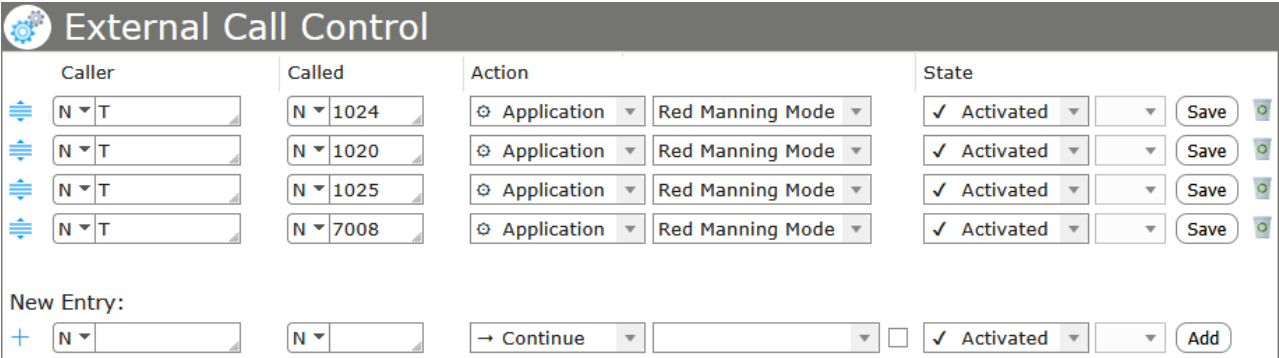 External Call Control
Caller Called Action State
N T N 1024 Application Red Manning Mode ✓ Activated Save
N T N 1020 Application Red Manning Mode ✓ Activated Save
N T N 1025 Application Red Manning Mode ✓ Activated Save
N T N 7008 Application Red Manning Mode ✓ Activated Save
New Entry:
+ N N → Continue ✓ Activated Add